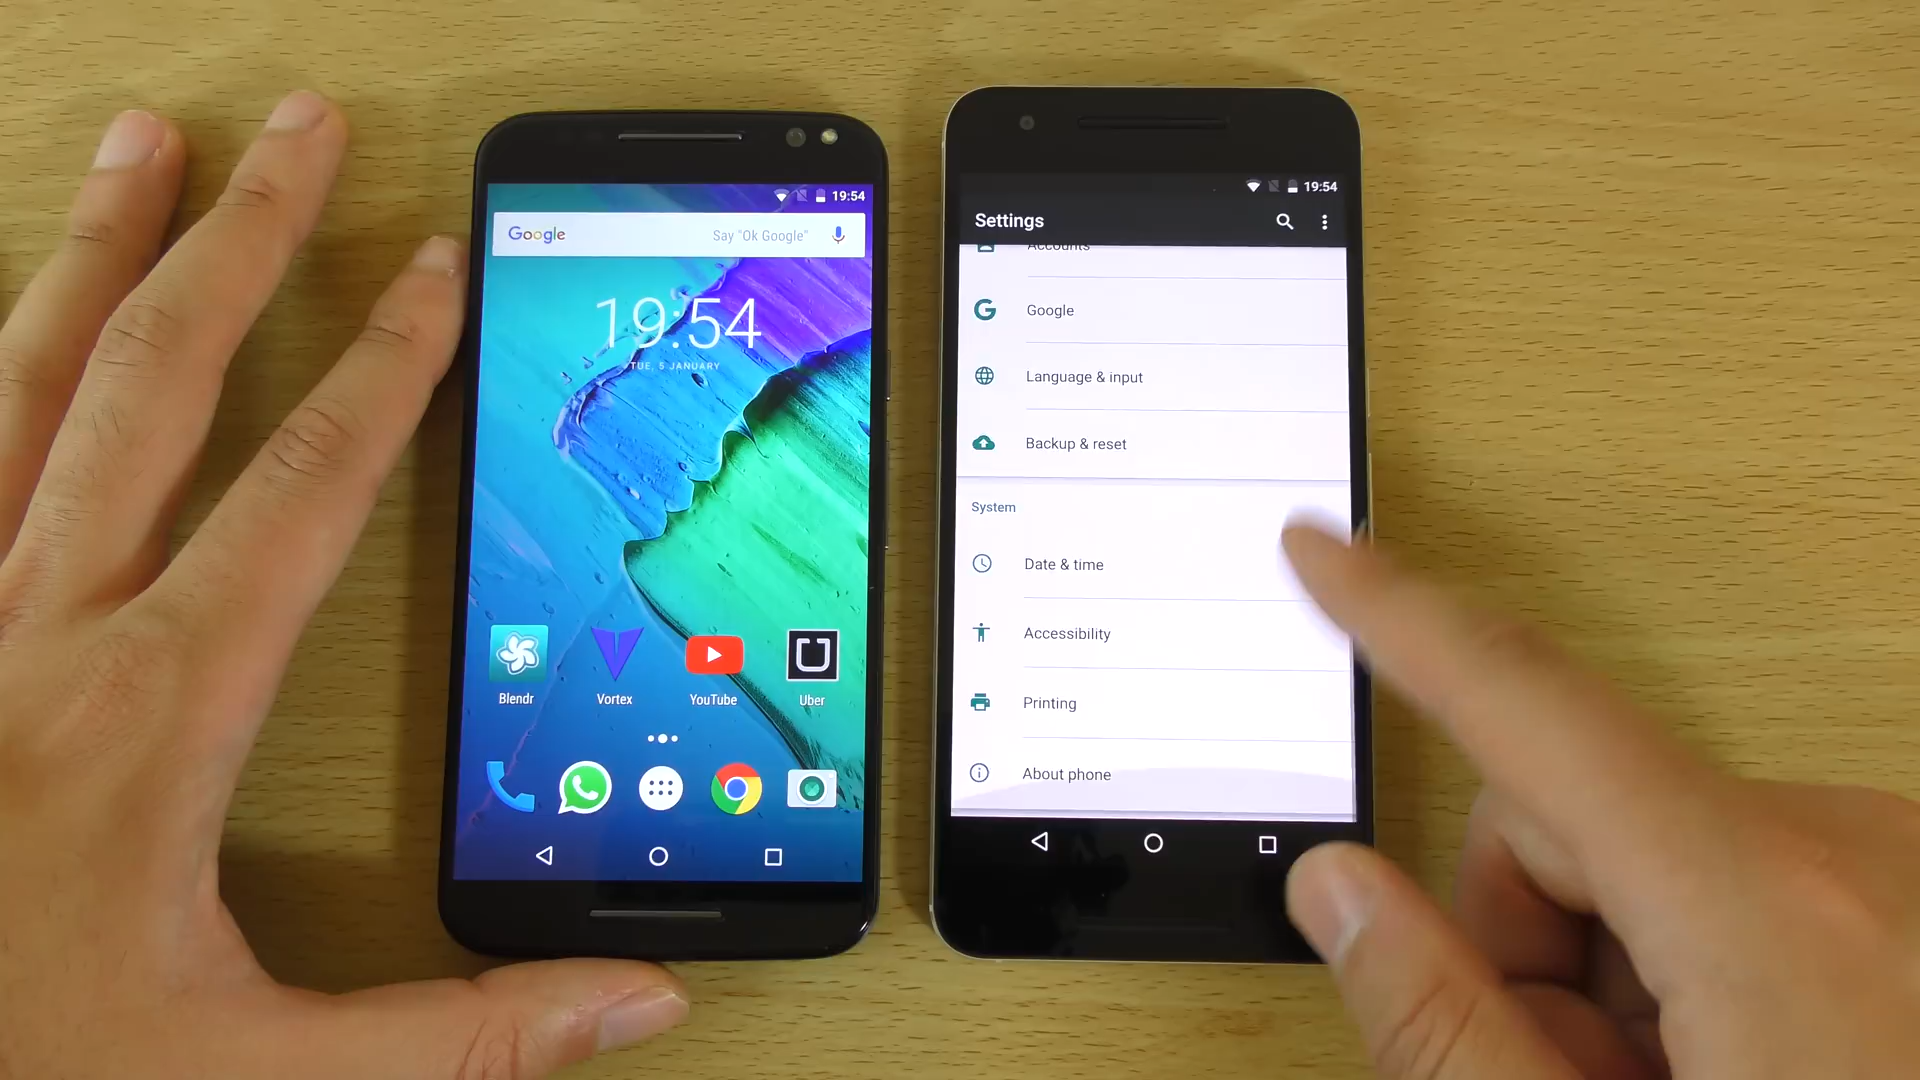 19:54
Google
Say "Ok Google"
19:54
TUE, 5 JANUARY
Blendr
Vortex
YouTube
Uber
19:54
Settings
Accounts
Google
Language & input
Backup & reset
System
Date & time
Accessibility
Printing
About phone